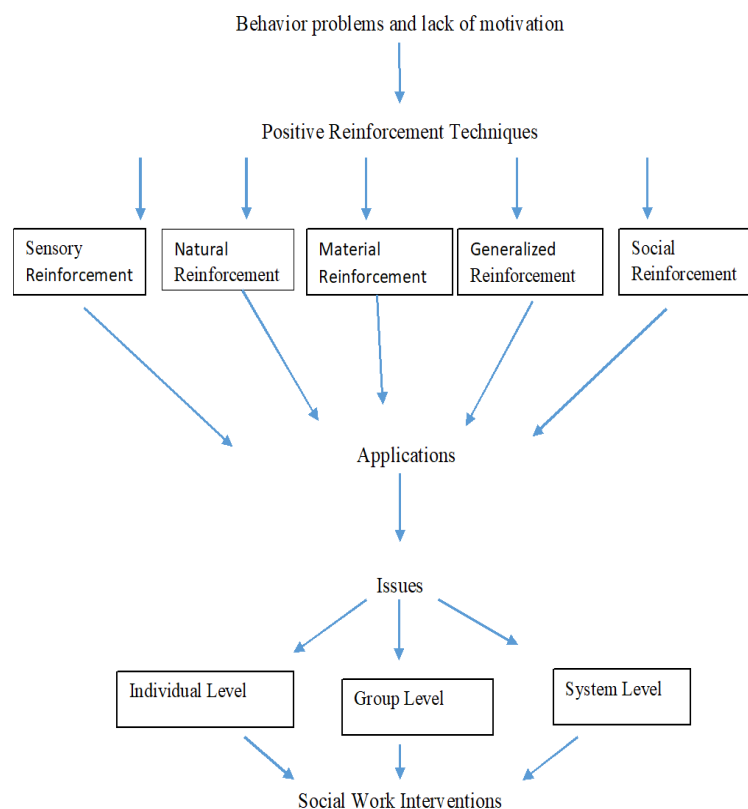 Behavior problems and lack of motivation
Positive Reinforcement Techniques
Sensory
Reinforcement
Natural
Reinforcement
Material
Reinforcement
Generalized
Reinforcement
Social
Reinforcement
Applications
Issues
Individual Level
Group Level
System Level
Social Work Interventions